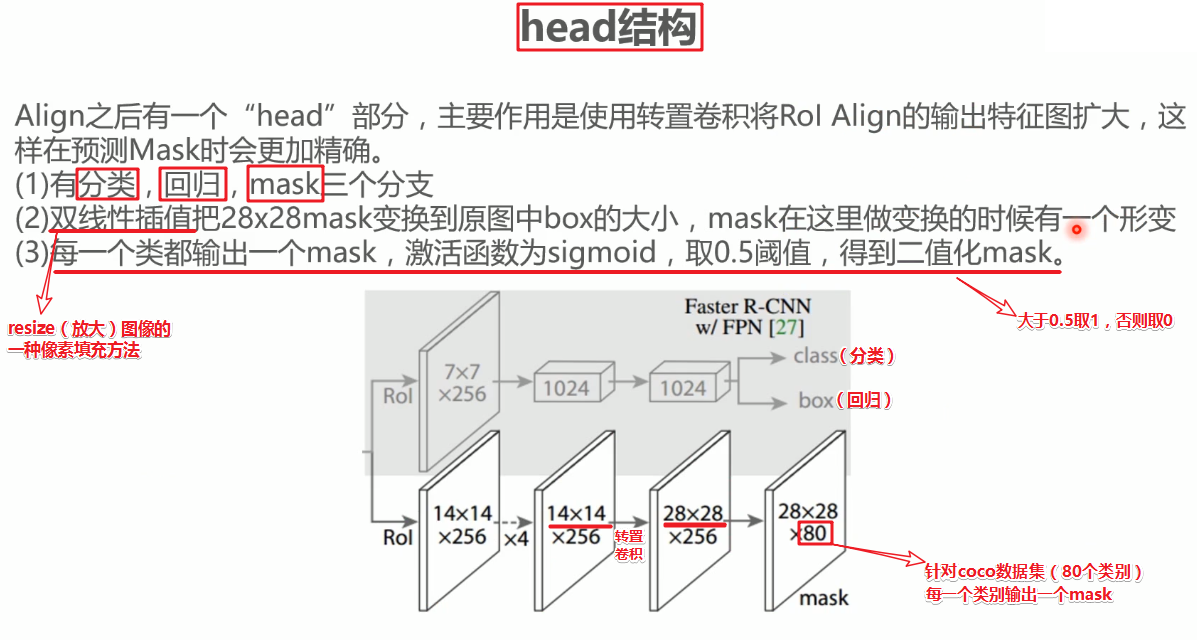 head结构
Align之后有一个“head”部分，主要作用是使用转置卷积将RoI Align的输出特征图扩大，这
样在预测Mask时会更加精确。
(1)有分类，回归，mask三个分支
(2)双线性插值把28x28mask变换到原图中box的大小，mask在这里做变换的时候有一个形变
(3)每一个类都输出一个mask，激活函数为sigmoid，取0.5阈值，得到二值化mask。
resize（放大）图像的
一种像素填充方法
大于0.5取1，否则取0
Faster R-CNN
w/ FPN [27]
RoI
7×7
×256
1024
1024
class(分类)
box(回归)
RoI
14×14
×256
×4
14×14
×256
转置
卷积
28×28
×256
28×28
×80
mask
针对coco数据集（80个类别）
每一个类别输出一个mask